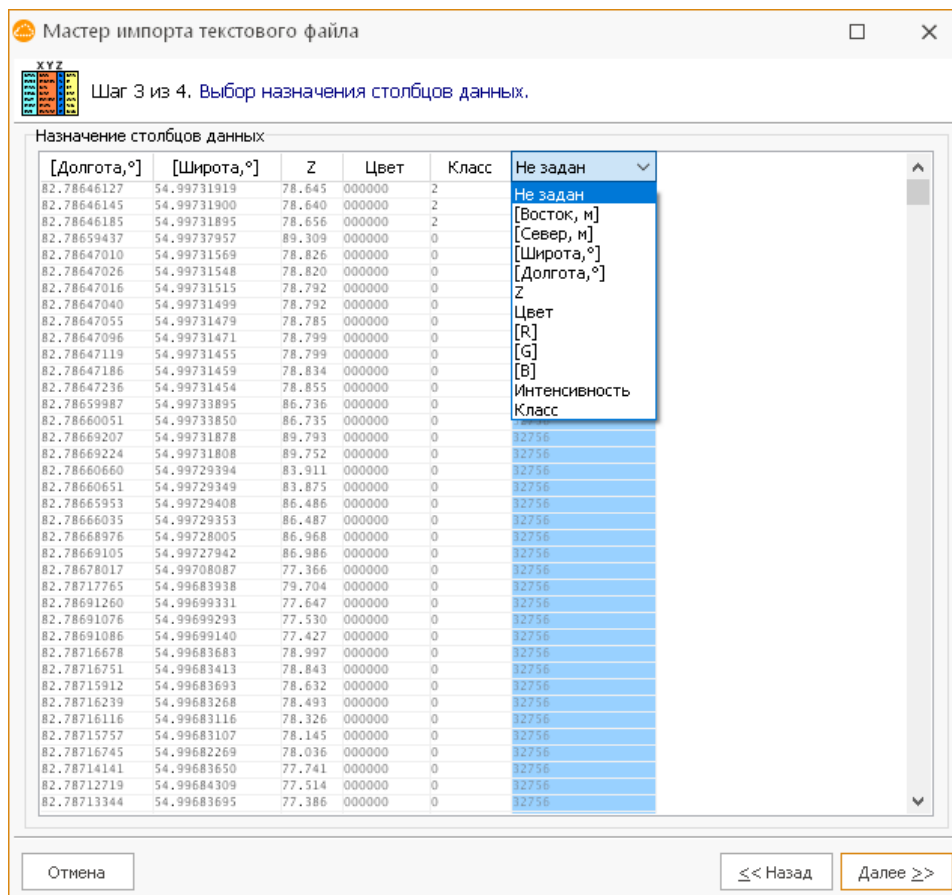 Мастер импорта текстового файла
X Y Z
Шаг 3 из 4. Выбор назначения столбцов данных.
Назначение столбцов данных
[Долгота,°] [Широта,°] Z Цвет Класс Не задан
82.78646127 54.99731919 78.645 000000 2
Не задан
82.78646145 54.99731900 78.640 000000 2
[Восток, м]
82.78646185 54.99731895 78.656 000000 2
[Север, м]
82.78659437 54.99737957 89.309 000000 0
[Широта,°]
82.78647010 54.99731569 78.826 000000 0
[Долгота,°]
82.78647026 54.99731548 78.820 000000 0
Z
82.78647016 54.99731515 78.792 000000 0
82.78647040 54.99731499 78.792 000000 0
Цвет
82.78647055 54.99731479 78.785 000000 0
[R]
82.78647096 54.99731471 78.799 000000 0
[G]
82.78647119 54.99731455 78.799 000000 0
[B]
82.78647186 54.99731459 78.834 000000 0
Интенсивность
82.78647236 54.99731454 78.855 000000 0
Класс
82.78659987 54.99733895 86.736 000000 0
82.78660051 54.99733850 86.735 000000 0
82.78669207 54.99731878 89.793 000000 0 32756
82.78669224 54.99731808 89.752 000000 0 32756
82.78660660 54.99729394 83.911 000000 0 32756
82.78660651 54.99729349 83.875 000000 0 32756
82.78665953 54.99729408 86.486 000000 0 32756
82.78666035 54.99729353 86.487 000000 0 32756
82.78668976 54.99728005 86.968 000000 0 32756
82.78669105 54.99727942 86.986 000000 0 32756
82.78678017 54.99708087 77.366 000000 0 32756
82.78717765 54.99683938 79.704 000000 0 32756
82.78691260 54.99699331 77.647 000000 0 32756
82.78691076 54.99699293 77.530 000000 0 32756
82.78691086 54.99699140 77.427 000000 0 32756
82.78716678 54.99683683 78.997 000000 0 32756
82.78716751 54.99683413 78.843 000000 0 32756
82.78715912 54.99683693 78.632 000000 0 32756
82.78716239 54.99683268 78.493 000000 0 32756
82.78716116 54.99683116 78.326 000000 0 32756
82.78715757 54.99683107 78.145 000000 0 32756
82.78716745 54.99682269 78.036 000000 0 32756
82.78714141 54.99683650 77.741 000000 0 32756
82.78712719 54.99684309 77.514 000000 0 32756
82.78713344 54.99683695 77.386 000000 0 32756
Отмена << Назад Далее >>